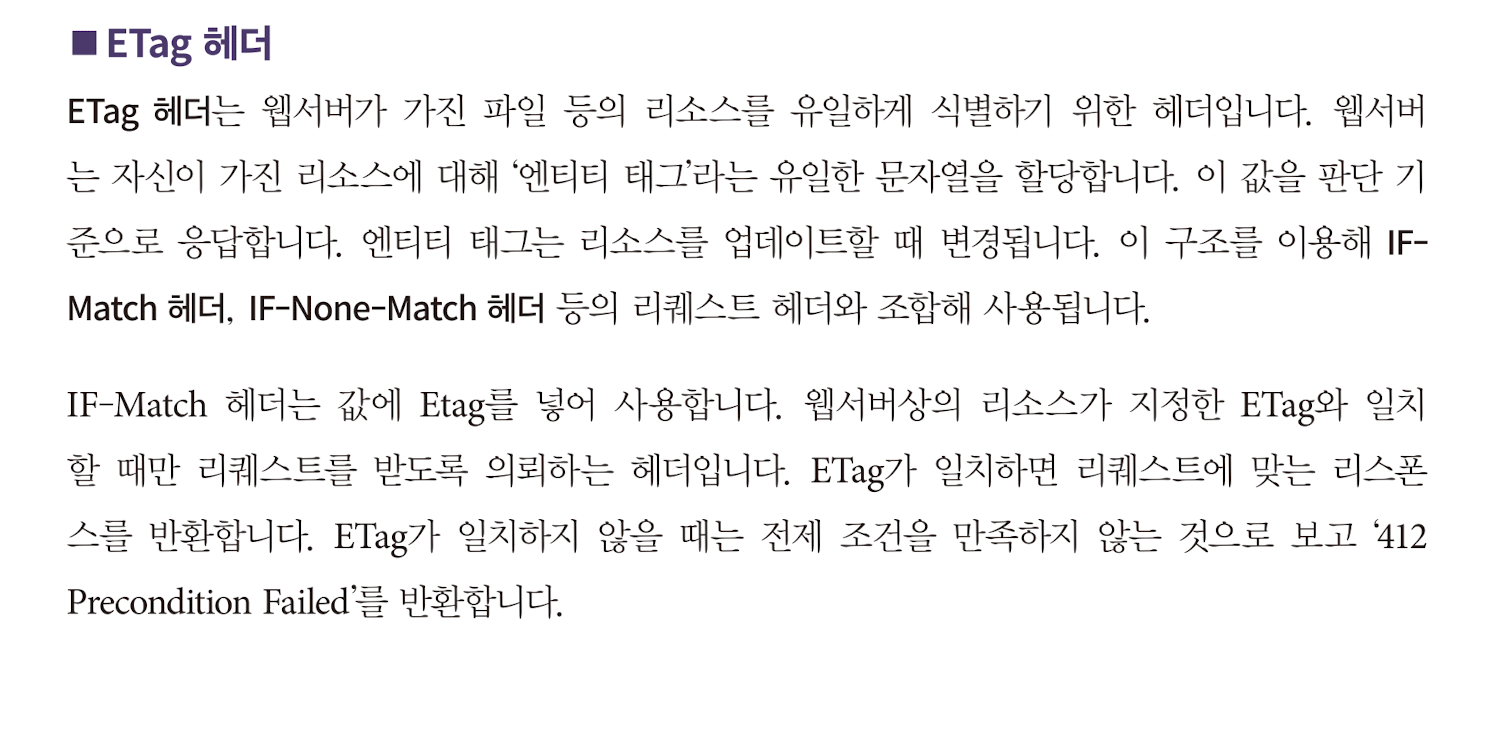 ■ ETag 헤더
ETag 헤더는 웹서버가 가진 파일 등의 리소스를 유일하게 식별하기 위한 헤더입니다. 웹서버
는 자신이 가진 리소스에 대해 ‘엔티티 태그’라는 유일한 문자열을 할당합니다. 이 값을 판단 기
준으로 응답합니다. 엔티티 태그는 리소스를 업데이트할 때 변경됩니다. 이 구조를 이용해 IF-
Match 헤더, IF-None-Match 헤더 등의 리퀘스트 헤더와 조합해 사용됩니다.
IF-Match 헤더는 값에 Etag를 넣어 사용합니다. 웹서버상의 리소스가 지정한 ETag와 일치
할 때만 리퀘스트를 받도록 의뢰하는 헤더입니다. ETag가 일치하면 리퀘스트에 맞는 리스폰
스를 반환합니다. ETag가 일치하지 않을 때는 전제 조건을 만족하지 않는 것으로 보고 ‘412
Precondition Failed’를 반환합니다.